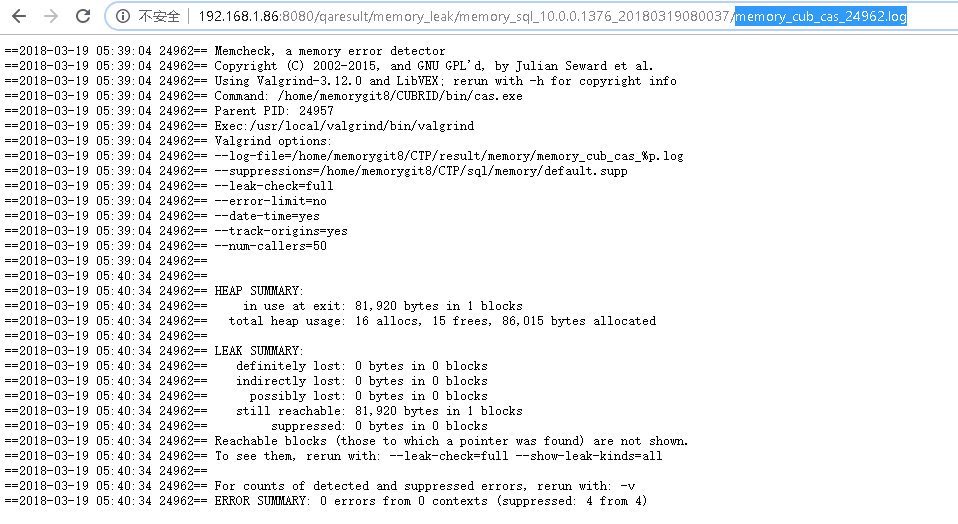 不安全 192.168.1.86:8080/qaresult/memory_leak/memory_sql_10.0.0.1376_20180319080037/memory_cub_cas_24962.log
==2018-03-19 05:39:04 24962== Memcheck, a memory error detector
==2018-03-19 05:39:04 24962== Copyright (C) 2002-2015, and GNU GPL'd, by Julian Seward et al.
==2018-03-19 05:39:04 24962== Using Valgrind-3.12.0 and LibVEX; rerun with -h for copyright info
==2018-03-19 05:39:04 24962== Command: /home/memorygit8/CUBRID/bin/cas.exe
==2018-03-19 05:39:04 24962== Parent PID: 24957
==2018-03-19 05:39:04 24962== Exec:/usr/local/valgrind/bin/valgrind
==2018-03-19 05:39:04 24962== Valgrind options:
==2018-03-19 05:39:04 24962== --log-file=/home/memorygit8/CTP/result/memory/memory_cub_cas_%p.log
==2018-03-19 05:39:04 24962== --suppressions=/home/memorygit8/CTP/sql/memory/default.supp
==2018-03-19 05:39:04 24962== --leak-check=full
==2018-03-19 05:39:04 24962== --error-limit=no
==2018-03-19 05:39:04 24962== --date-time=yes
==2018-03-19 05:39:04 24962== --track-origins=yes
==2018-03-19 05:39:04 24962== --num-callers=50
==2018-03-19 05:39:04 24962==
==2018-03-19 05:40:34 24962==
==2018-03-19 05:40:34 24962== HEAP SUMMARY:
==2018-03-19 05:40:34 24962==     in use at exit: 81,920 bytes in 1 blocks
==2018-03-19 05:40:34 24962==   total heap usage: 16 allocs, 15 frees, 86,015 bytes allocated
==2018-03-19 05:40:34 24962==
==2018-03-19 05:40:34 24962== LEAK SUMMARY:
==2018-03-19 05:40:34 24962==    definitely lost: 0 bytes in 0 blocks
==2018-03-19 05:40:34 24962==    indirectly lost: 0 bytes in 0 blocks
==2018-03-19 05:40:34 24962==      possibly lost: 0 bytes in 0 blocks
==2018-03-19 05:40:34 24962==    still reachable: 81,920 bytes in 1 blocks
==2018-03-19 05:40:34 24962==         suppressed: 0 bytes in 0 blocks
==2018-03-19 05:40:34 24962== Reachable blocks (those to which a pointer was found) are not shown.
==2018-03-19 05:40:34 24962== To see them, rerun with: --leak-check=full --show-leak-kinds=all
==2018-03-19 05:40:34 24962==
==2018-03-19 05:40:34 24962== For counts of detected and suppressed errors, rerun with: -v
==2018-03-19 05:40:34 24962== ERROR SUMMARY: 0 errors from 0 contexts (suppressed: 4 from 4)